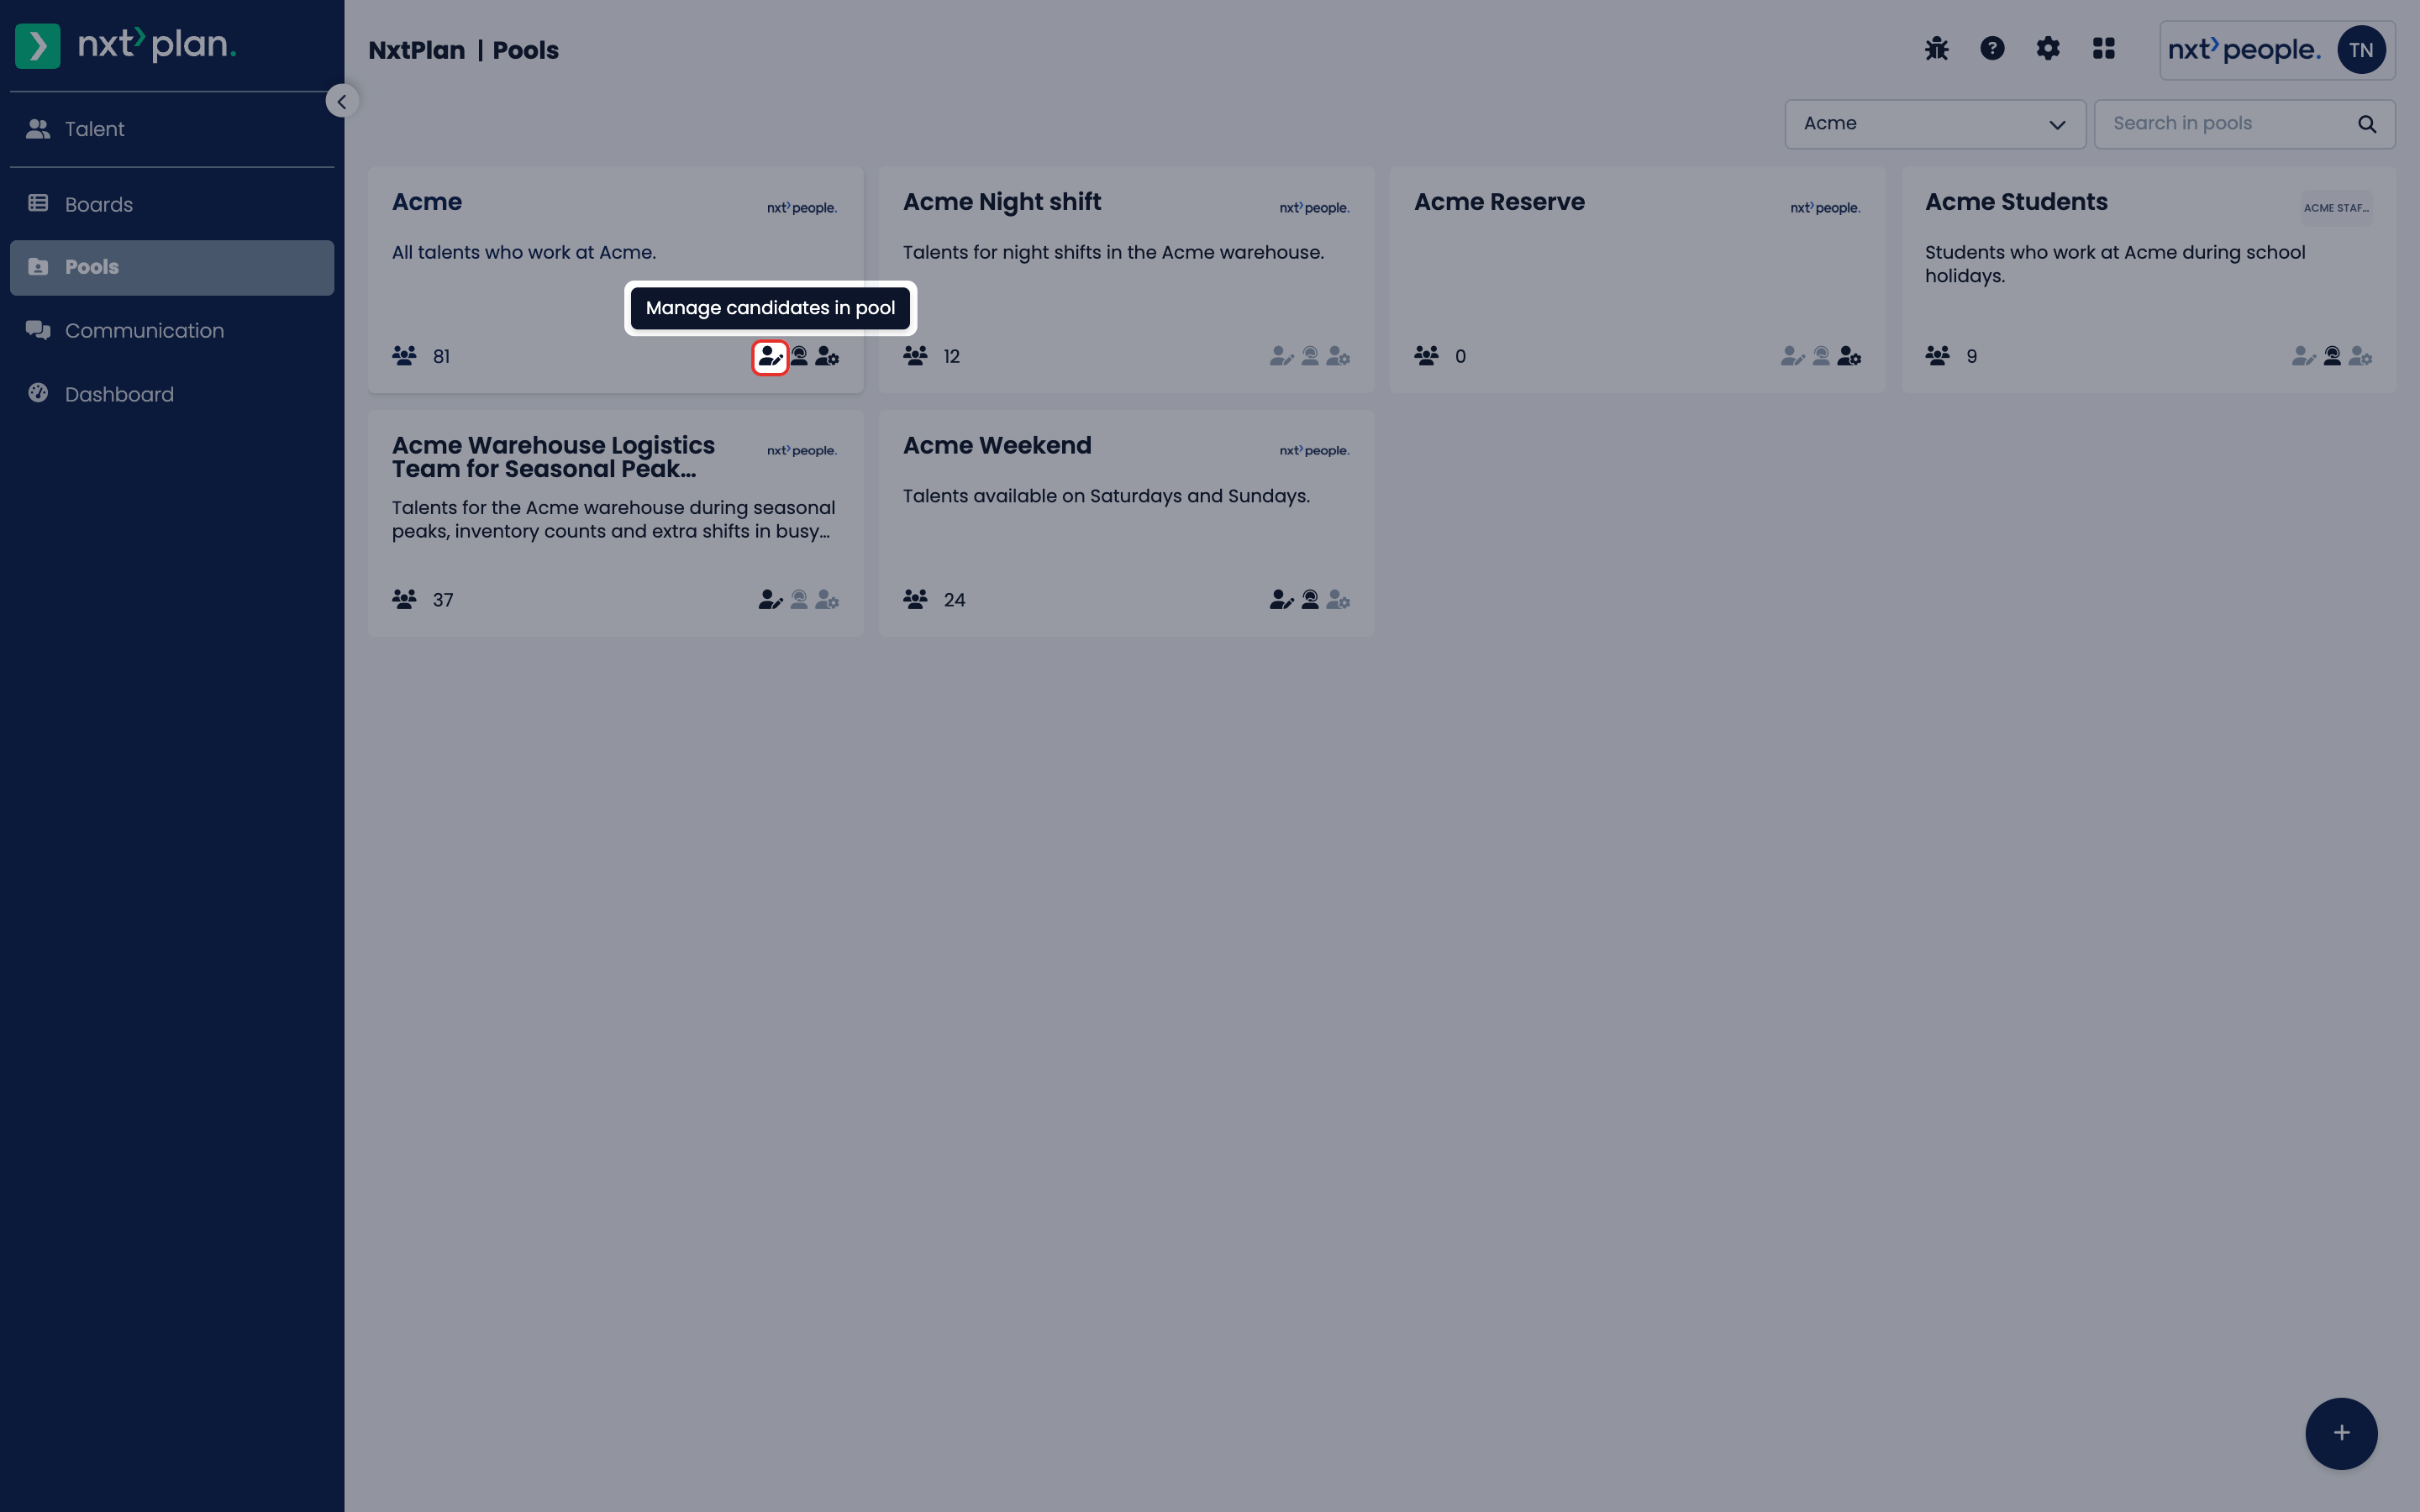 nxt›plan.
NxtPlan | Pools
nxt›people. TN
Talent
Boards
Pools
Communication
Dashboard
Acme
Search in pools
Acme
nxt›people.
All talents who work at Acme.
Manage candidates in pool
81
Acme Night shift
nxt›people.
Talents for night shifts in the Acme warehouse.
12
Acme Reserve
nxt›people.
0
Acme Students
ACME STAF...
Students who work at Acme during school
holidays.
9
Acme Warehouse Logistics
Team for Seasonal Peak...
nxt›people.
Talents for the Acme warehouse during seasonal
peaks, inventory counts and extra shifts in busy...
37
Acme Weekend
nxt›people.
Talents available on Saturdays and Sundays.
24